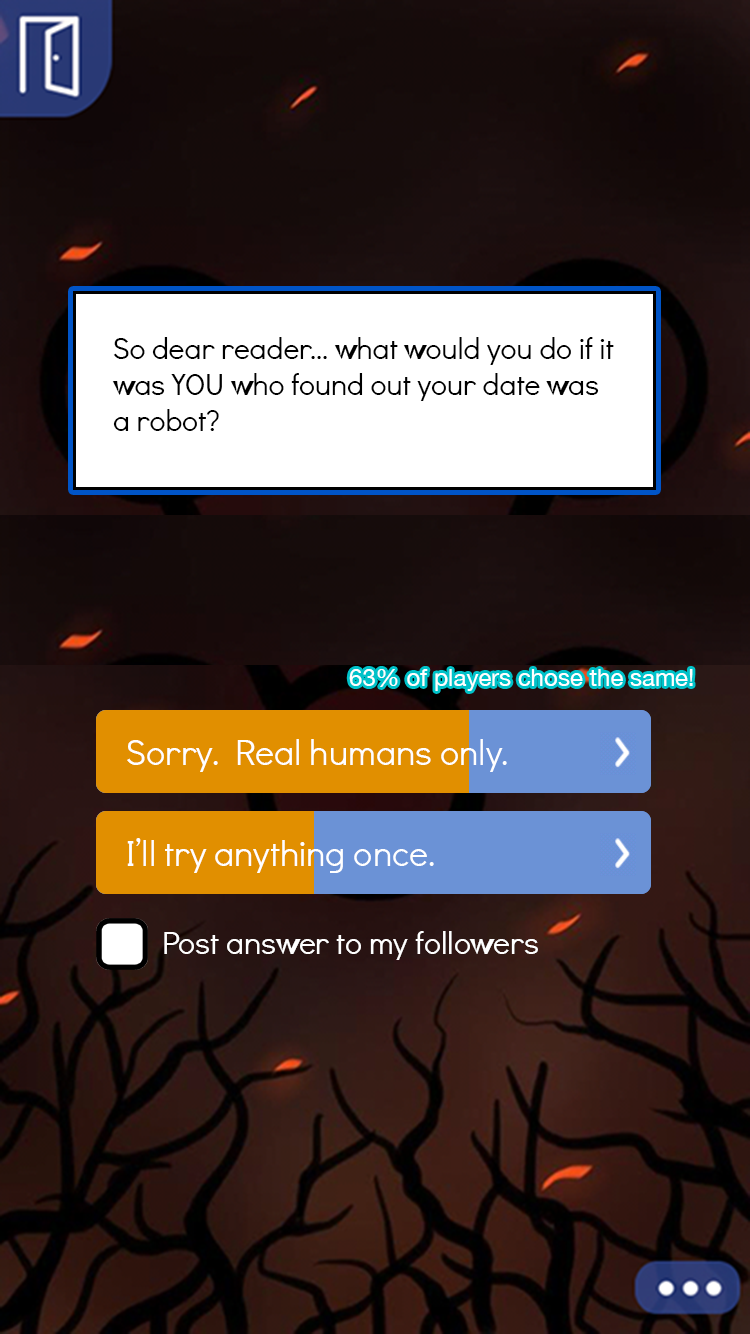 So dear reader... what would you do if it
was YOU who found out your date was
a robot?
63% of players chose the same!
Sorry.  Real humans only.
I'll try anything once.
Post answer to my followers